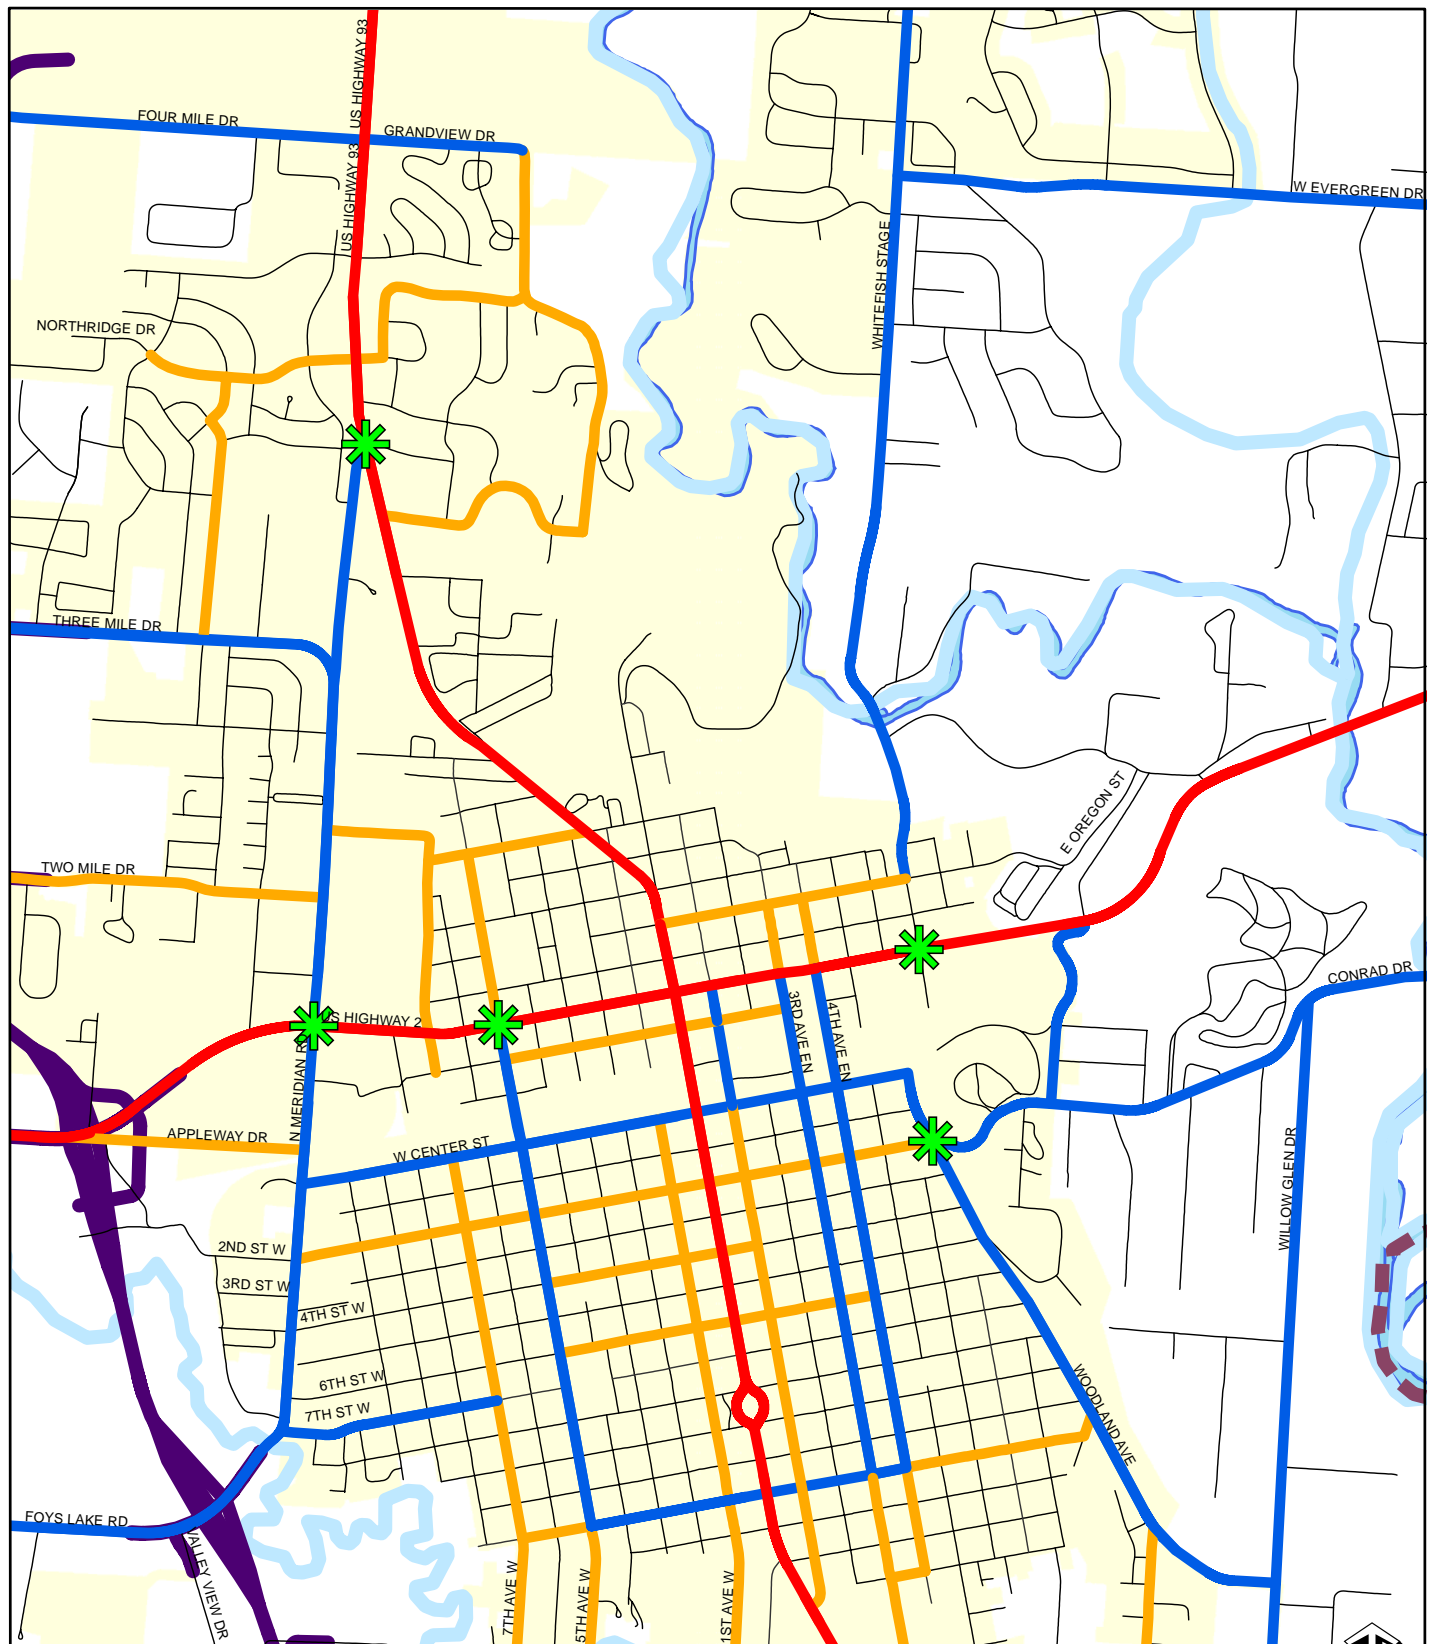 US HIGHWAY 93
FOUR MILE DR
GRANDVIEW DR
US HIGHWAY 93
W EVERGREEN DR
WHITEFISH STAGE
NORTHRIDGE DR
THREE MILE DR
E OREGON ST
TWO MILE DR
CONRAD DR
US HIGHWAY 2
3RD AVE EN
4TH AVE EN
N MERIDIAN RD
APPLEWAY DR
W CENTER ST
WILLOW GLEN DR
2ND ST W
3RD ST W
4TH ST W
6TH ST W
7TH ST W
WOODLAND AVE
FOYS LAKE RD
VALLEY VIEW DR
7TH AVE W
5TH AVE W
1ST AVE W